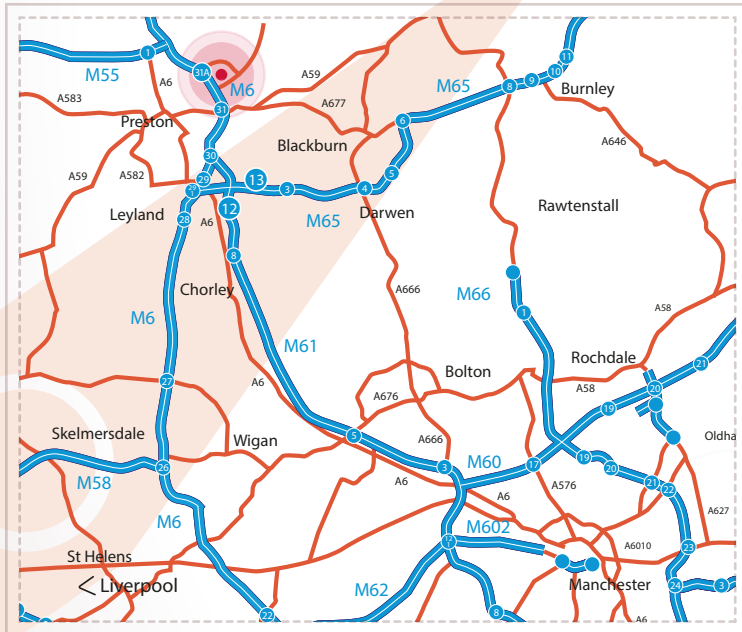 11
1
10
31A
9
Burnley
A59
M65
8
M55
A6
M6
A583
A677
31
Preston
6
Blackburn
A646
30
A59
A582
29
13
5
3
4
Leyland
12
Darwen
Rawtenstall
28
A6
M65
8
Chorley
A666
M66
M6
1
A58
M61
Rochdale
21
Bolton
27
A6
A676
A58
20
19
Skelmersdale
Wigan
5
A666
Oldha
26
3
M60
17
19
20
M58
A6
A576
21
22
M6
A6
M602
A627
A6010
23
St Helens
Manchester
< Liverpool
M62
24
3
22
8
A6